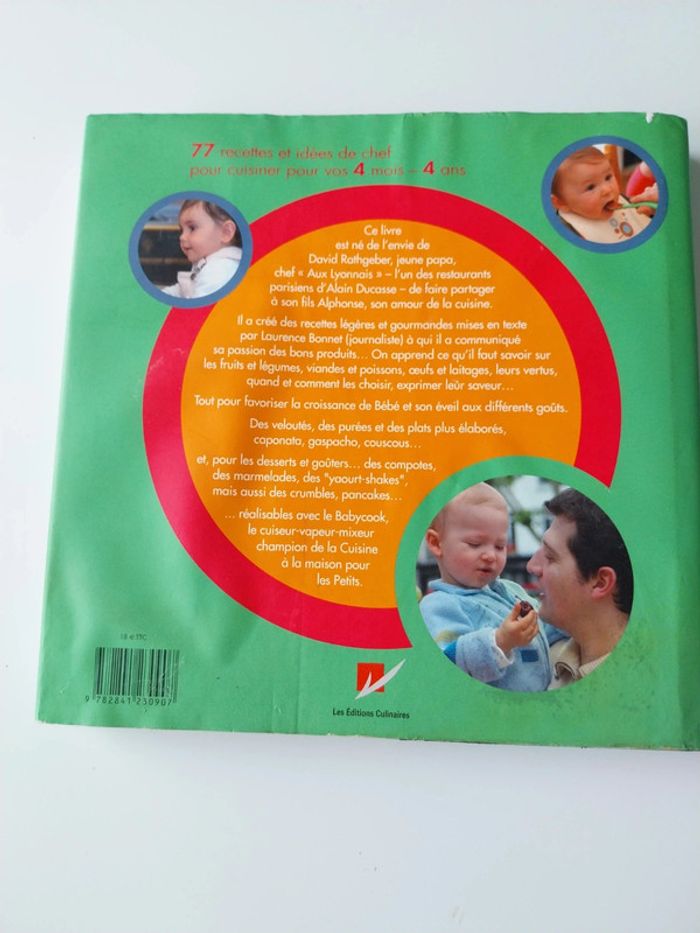 77 recettes et idées de chef
pour cuisiner pour vos 4 mois – 4 ans
Ce livre
est né de l'envie de
David Rathgeber, jeune papa,
chef « Aux Lyonnais » – l'un des restaurants
parisiens d'Alain Ducasse – de faire partager
à son fils Alphonse, son amour de la cuisine.
Il a créé des recettes légères et gourmandes mises en texte
par Laurence Bonnet (journaliste) à qui il a communiqué
sa passion des bons produits... On apprend ce qu'il faut savoir sur
les fruits et légumes, viandes et poissons, œufs et laitages, leurs vertus,
quand et comment les choisir, exprimer leur saveur...
Tout pour favoriser la croissance de Bébé et son éveil aux différents goûts.
Des veloutés, des purées et des plats plus élaborés,
caponata, gaspacho, couscous...
et, pour les desserts et goûters... des compotes,
des marmelades, des "yaourt-shakes",
mais aussi des crumbles, pancakes...
... réalisables avec le Babycook,
le cuiseur-vapeur-mixeur
champion de la Cuisine
à la maison pour
les Petits.
18 € TTC
9 782841 230907
Les Éditions Culinaires